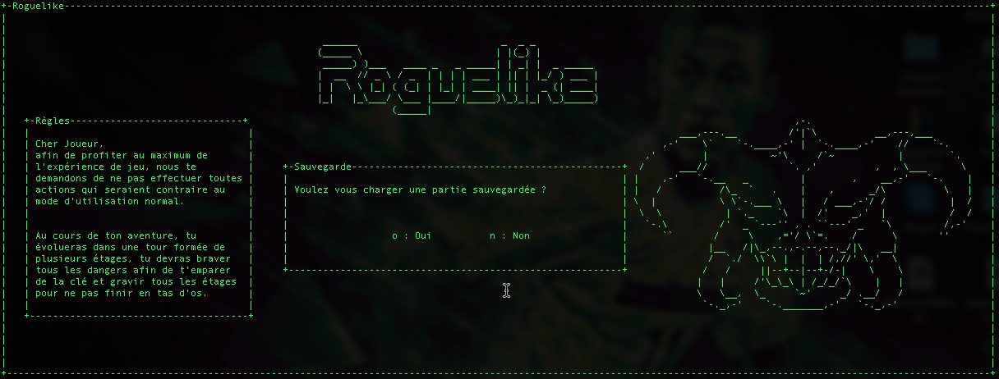 Roguelike
Roguelike
Règles
Cher Joueur,
afin de profiter au maximum de
l'expérience de jeu, nous te
demandons de ne pas effectuer toutes
actions qui seraient contraire au
mode d'utilisation normal.
Au cours de ton aventure, tu
évolueras dans une tour formée de
plusieurs étages, tu devras braver
tous les dangers afin de t'emparer
de la clé et gravir tous les étages
pour ne pas finir en tas d'os.
Sauvegarde
Voulez vous charger une partie sauvegardée ?
o : Oui n : Non